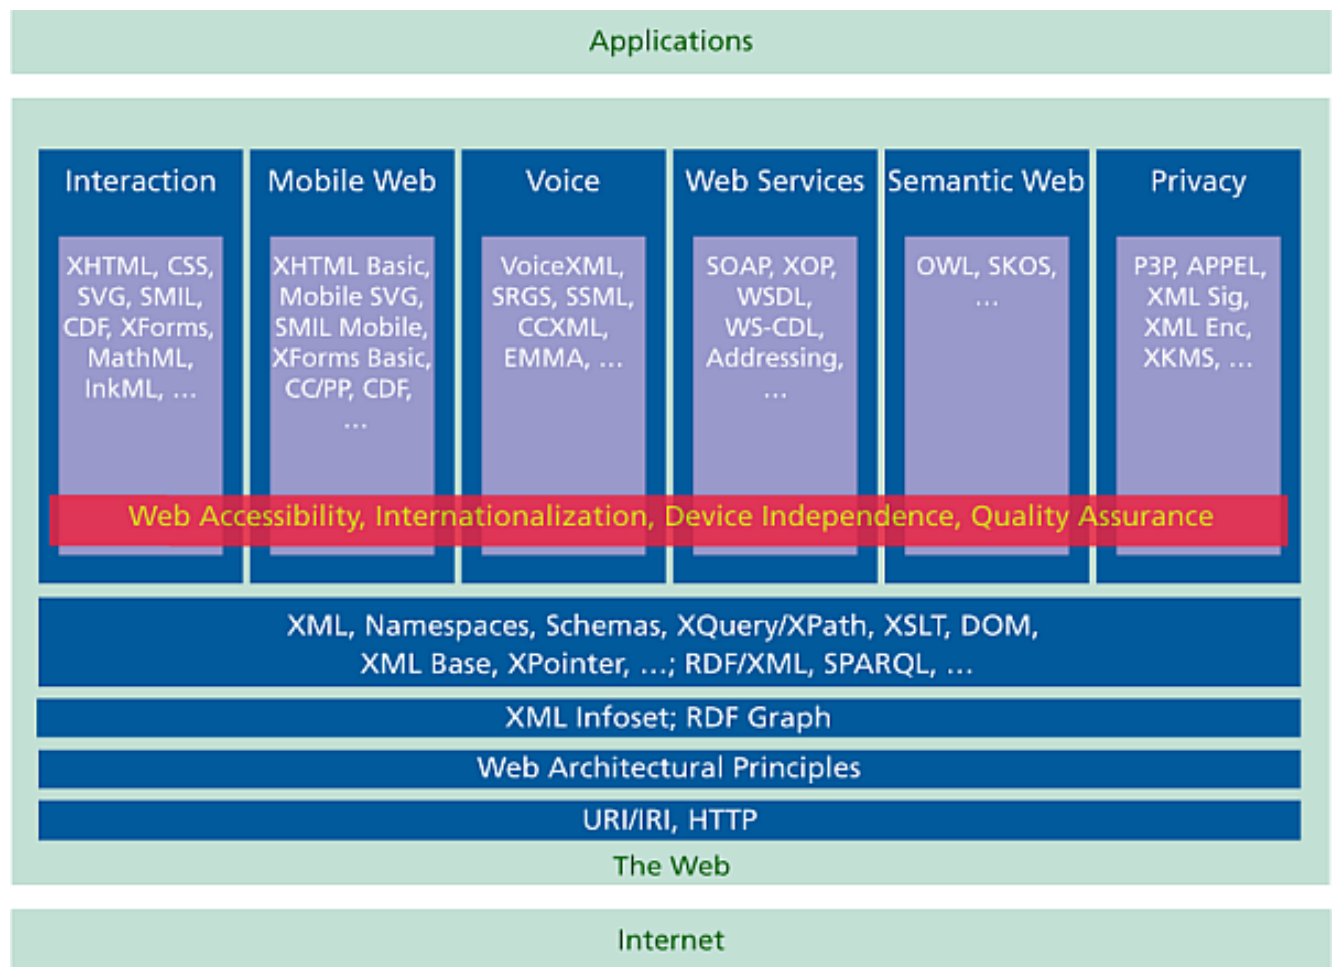 Applications
Interaction
XHTML, CSS,
SVG, SMIL,
CDF, XForms,
MathML,
InkML, …
Mobile Web
XHTML Basic,
Mobile SVG,
SMIL Mobile,
XForms Basic,
CC/PP, CDF,
…
Voice
VoiceXML,
SRGS, SSML,
CCXML,
EMMA, …
Web Services
SOAP, XOP,
WSDL,
WS-CDL,
Addressing,
…
Semantic Web
OWL, SKOS,
…
Privacy
P3P, APPEL,
XML Sig,
XML Enc,
XKMS, …
Web Accessibility, Internationalization, Device Independence, Quality Assurance
XML, Namespaces, Schemas, XQuery/XPath, XSLT, DOM,
XML Base, XPointer, …; RDF/XML, SPARQL, …
XML Infoset; RDF Graph
Web Architectural Principles
URI/IRI, HTTP
The Web
Internet